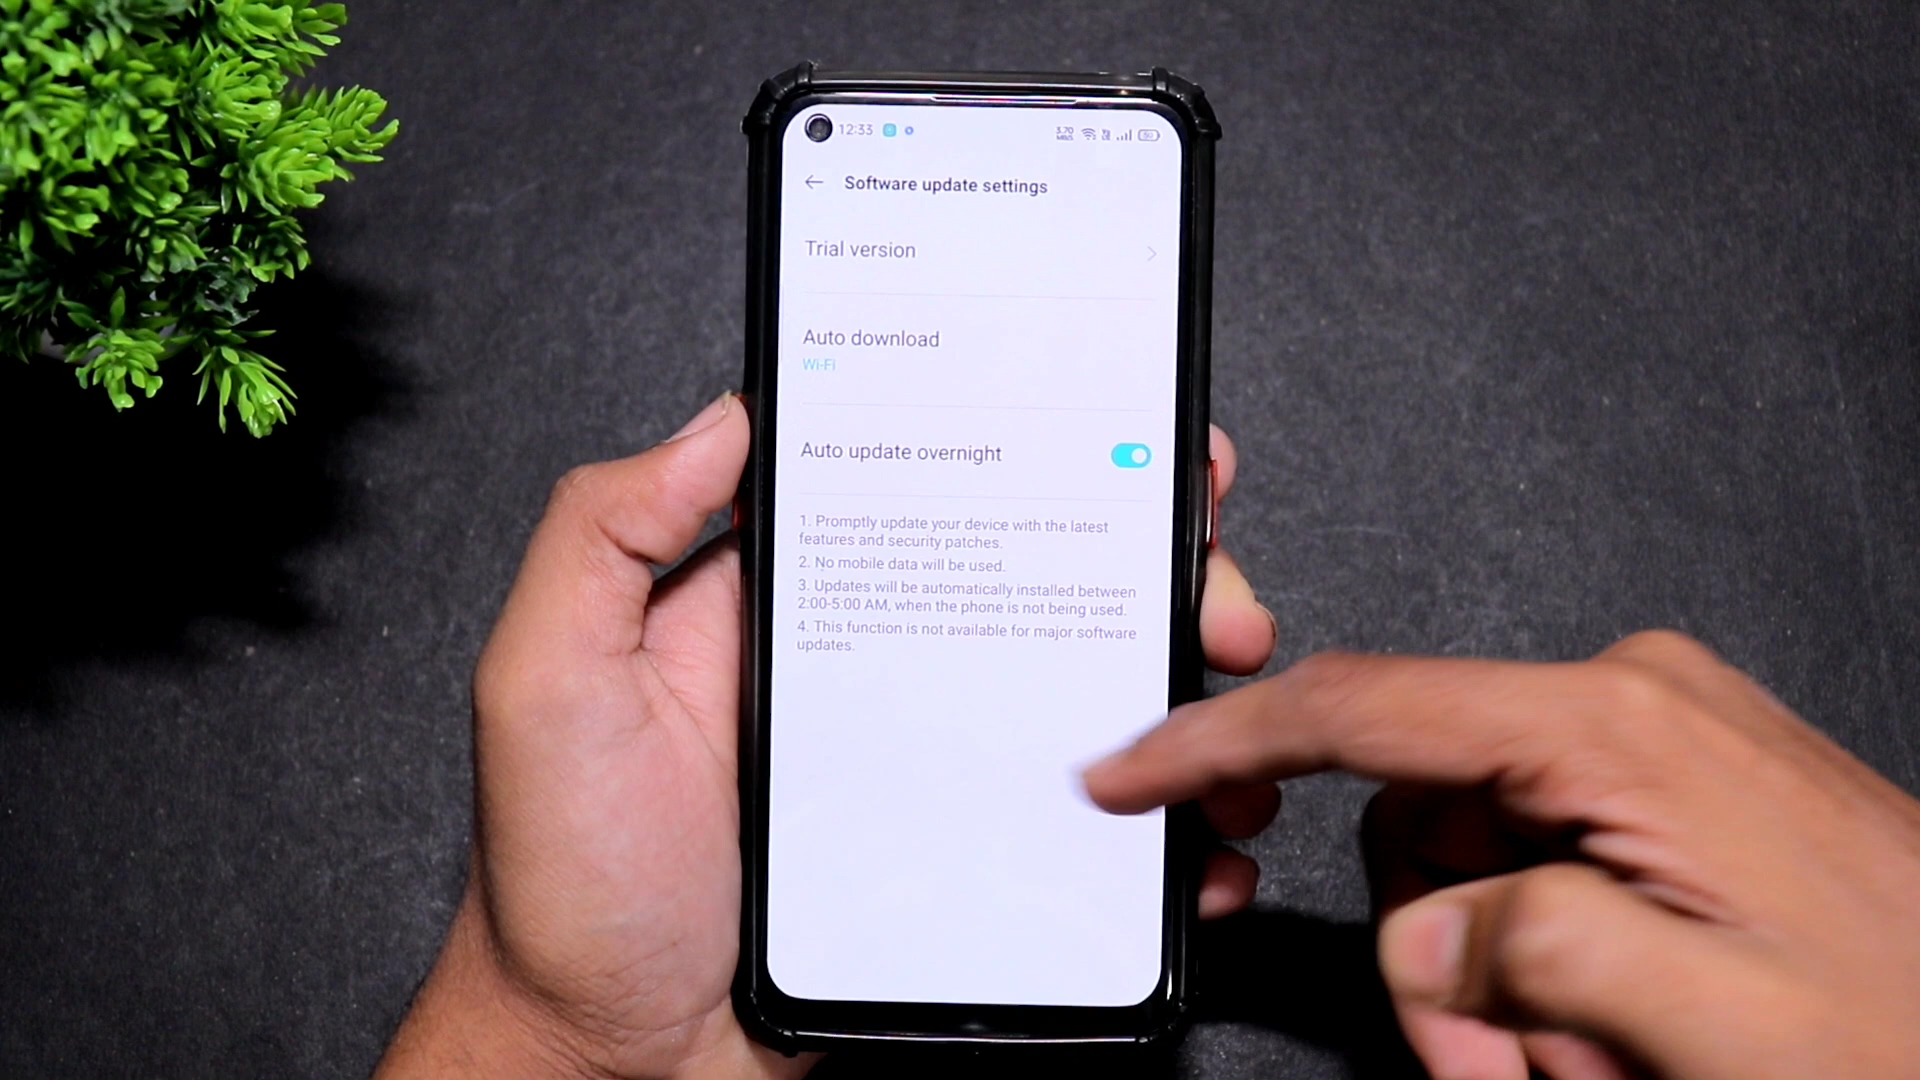 12:33
3.70
Software update settings
Trial version
Auto download
Wi-Fi
Auto update overnight
1. Promptly update your device with the latest
features and security patches.
2. No mobile data will be used.
3. Updates will be automatically installed between
2:00-5:00 AM, when the phone is not being used.
4. This function is not available for major software
updates.